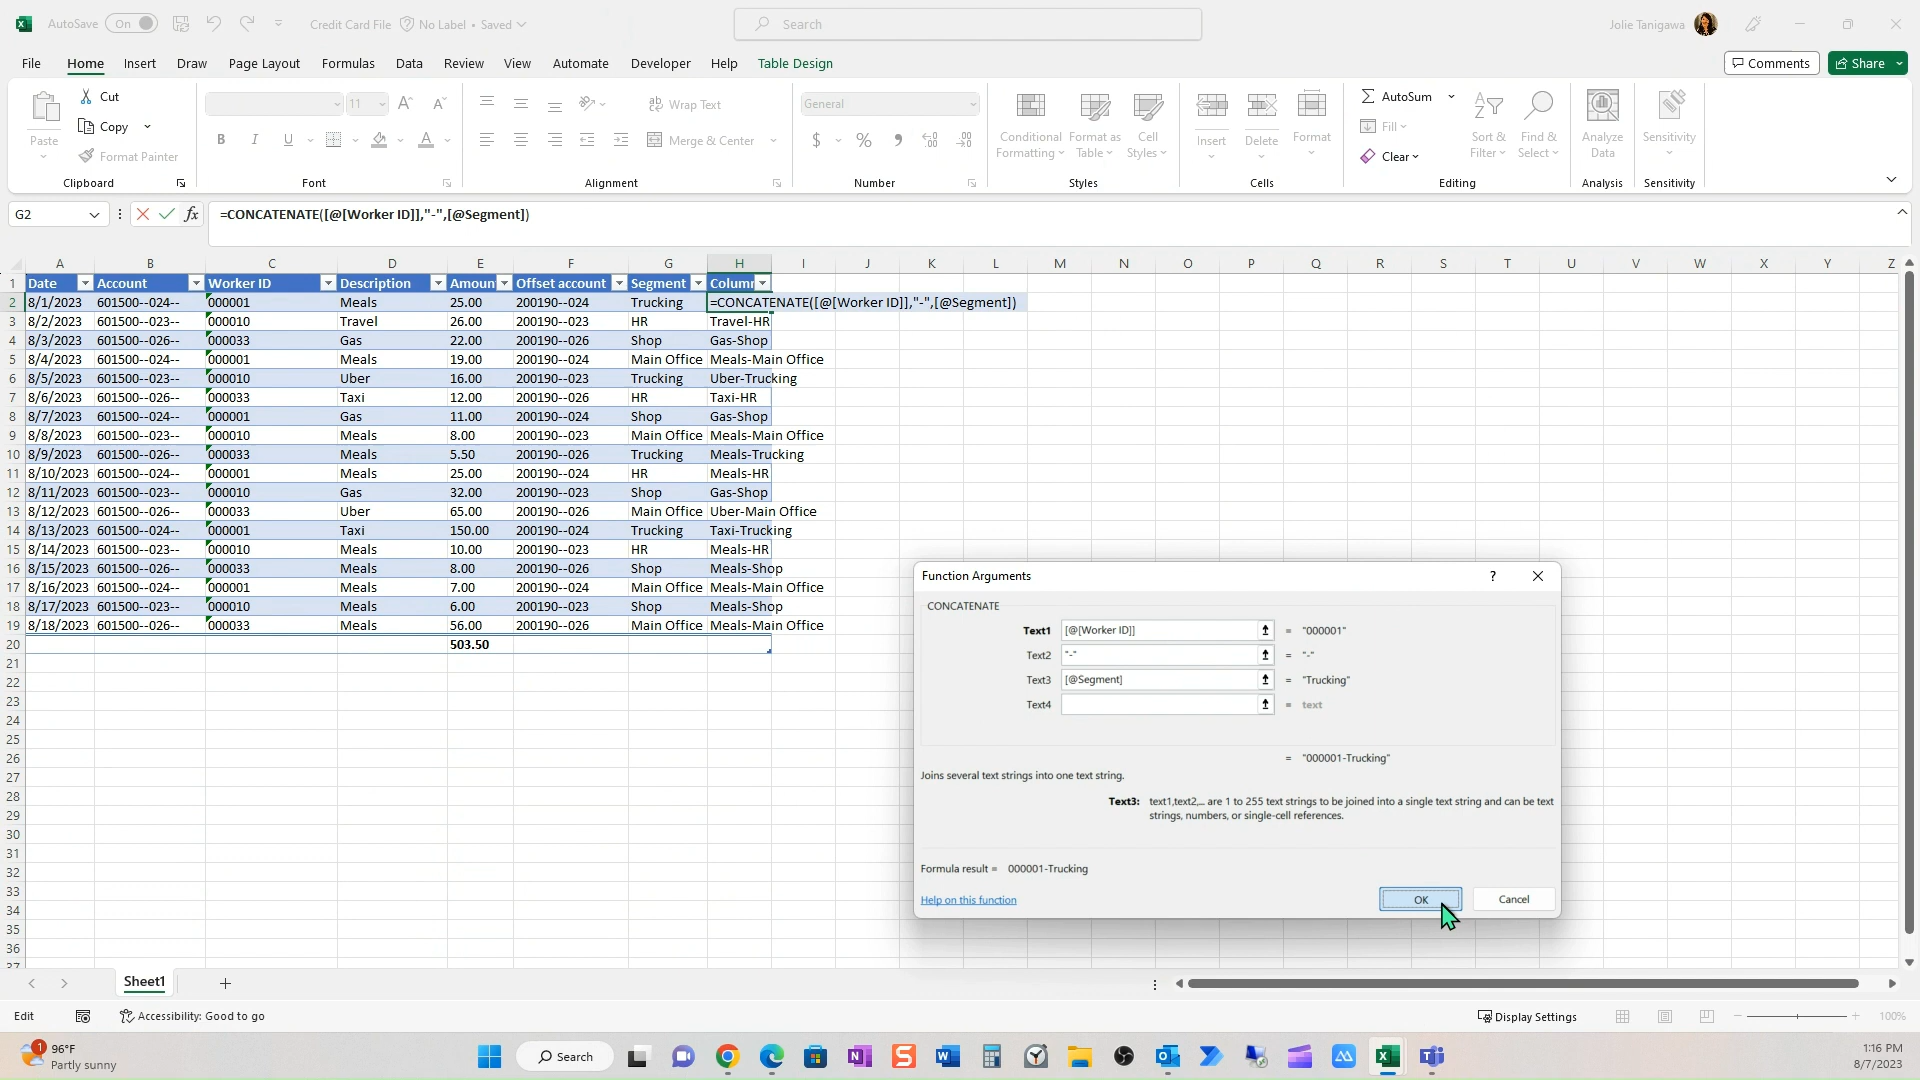 AutoSave On Credit Card File No Label • Saved Search Jolie Tanigawa
File Home Insert Draw Page Layout Formulas Data Review View Automate Developer Help Table Design Comments Share
Paste Cut Copy Format Painter Clipboard
11 B I U Font
Wrap Text Merge & Center Alignment
General $ % Number
Conditional Formatting Format as Table Cell Styles Styles
Insert Delete Format Cells
AutoSum Fill Clear Sort & Filter Find & Select Editing
Analyze Data Analysis
Sensitivity Sensitivity
G2 fx =CONCATENATE([@[Worker ID]],"-",[@Segment])
A B C D E F G H I J K L M N O P Q R S T U V W X Y Z
1 Date Account Worker ID Description Amoun Offset account Segment Column
2 8/1/2023 601500--024-- 000001 Meals 25.00 200190--024 Trucking =CONCATENATE([@[Worker ID]],"-",[@Segment])
3 8/2/2023 601500--023-- 000010 Travel 26.00 200190--023 HR Travel-HR
4 8/3/2023 601500--026-- 000033 Gas 22.00 200190--026 Shop Gas-Shop
5 8/4/2023 601500--024-- 000001 Meals 19.00 200190--024 Main Office Meals-Main Office
6 8/5/2023 601500--023-- 000010 Uber 16.00 200190--023 Trucking Uber-Trucking
7 8/6/2023 601500--026-- 000033 Taxi 12.00 200190--026 HR Taxi-HR
8 8/7/2023 601500--024-- 000001 Gas 11.00 200190--024 Shop Gas-Shop
9 8/8/2023 601500--023-- 000010 Meals 8.00 200190--023 Main Office Meals-Main Office
10 8/9/2023 601500--026-- 000033 Meals 5.50 200190--026 Trucking Meals-Trucking
11 8/10/2023 601500--024-- 000001 Meals 25.00 200190--024 HR Meals-HR
12 8/11/2023 601500--023-- 000010 Gas 32.00 200190--023 Shop Gas-Shop
13 8/12/2023 601500--026-- 000033 Uber 65.00 200190--026 Main Office Uber-Main Office
14 8/13/2023 601500--024-- 000001 Taxi 150.00 200190--024 Trucking Taxi-Trucking
15 8/14/2023 601500--023-- 000010 Meals 10.00 200190--023 HR Meals-HR
16 8/15/2023 601500--026-- 000033 Meals 8.00 200190--026 Shop Meals-Shop
17 8/16/2023 601500--024-- 000001 Meals 7.00 200190--024 Main Office Meals-Main Office
18 8/17/2023 601500--023-- 000010 Meals 6.00 200190--023 Shop Meals-Shop
19 8/18/2023 601500--026-- 000033 Meals 56.00 200190--026 Main Office Meals-Main Office
20 503.50
21
22
23
24
25
26
27
28
29
30
31
32
33
34
35
36
37
Function Arguments ?
CONCATENATE
Text1 [@[Worker ID]] = "000001"
Text2 "-" = "-"
Text3 [@Segment] = "Trucking"
Text4 = text
= "000001-Trucking"
Joins several text strings into one text string.
Text3: text1,text2,... are 1 to 255 text strings to be joined into a single text string and can be text
strings, numbers, or single-cell references.
Formula result = 000001-Trucking
Help on this function OK Cancel
Sheet1
Edit Accessibility: Good to go Display Settings 100%
1 96°F
Partly sunny
Search
1:16 PM
8/7/2023